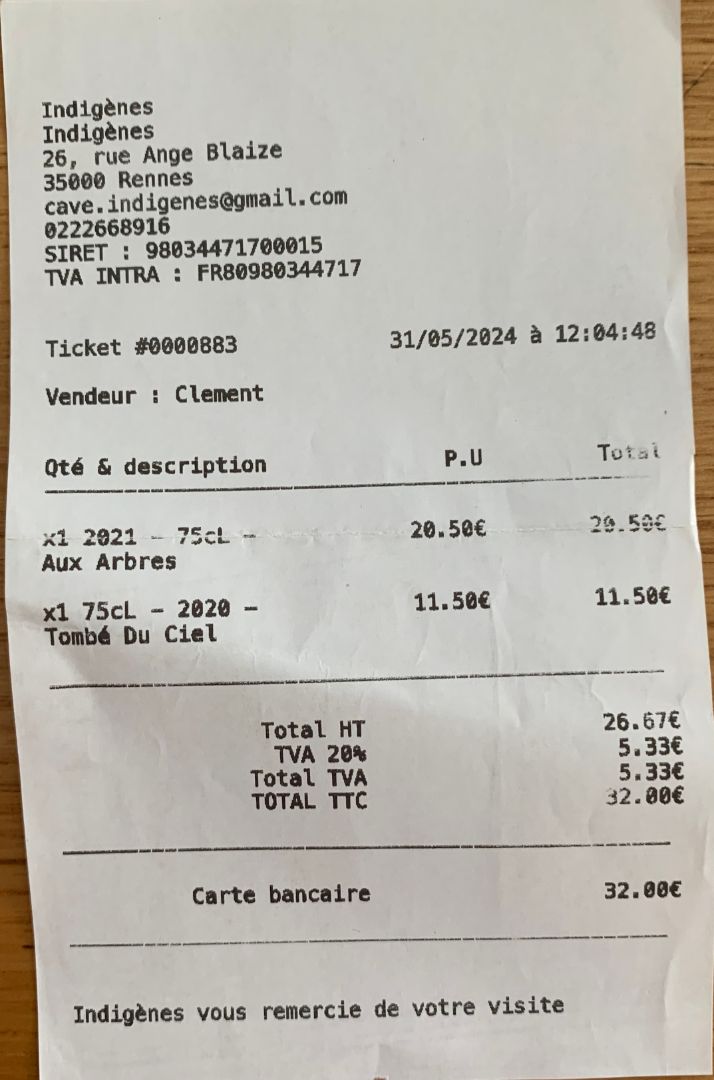 Indigènes
Indigènes
26, rue Ange Blaize
35000 Rennes
cave.indigenes@gmail.com
0222668916
SIRET : 98034471700015
TVA INTRA : FR80980344717
Ticket #0000883 31/05/2024 à 12:04:48
Vendeur : Clement
Qté & description P.U Total
x1 2021 - 75cL - 20.50€ 20.50€
Aux Arbres
x1 75cL - 2020 - 11.50€ 11.50€
Tombé Du Ciel
Total HT 26.67€
TVA 20% 5.33€
Total TVA 5.33€
TOTAL TTC 32.00€
Carte bancaire 32.00€
Indigènes vous remercie de votre visite